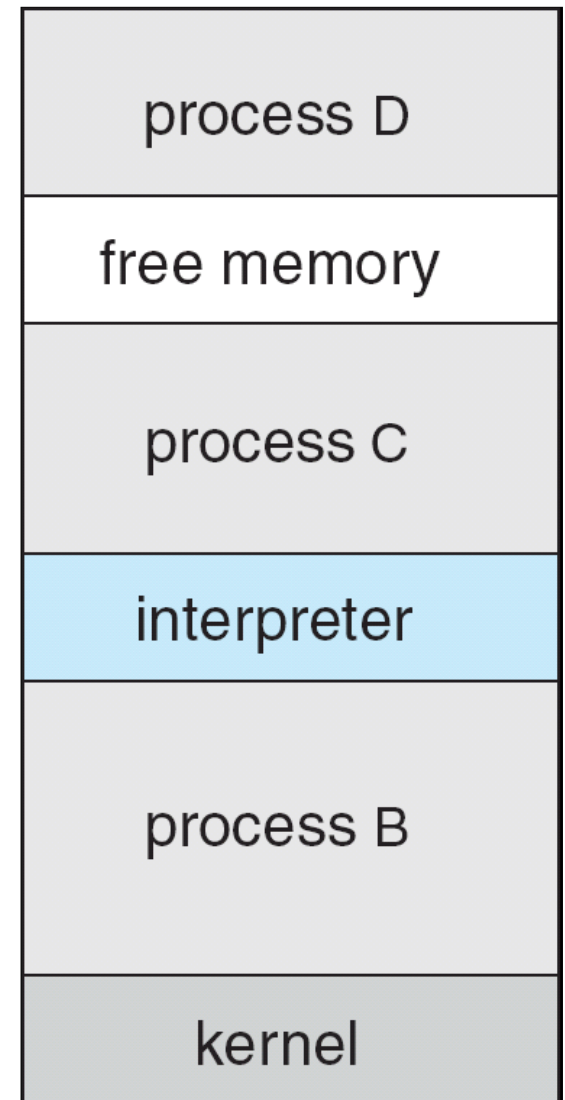 process D
free memory
process C
interpreter
process B
kernel